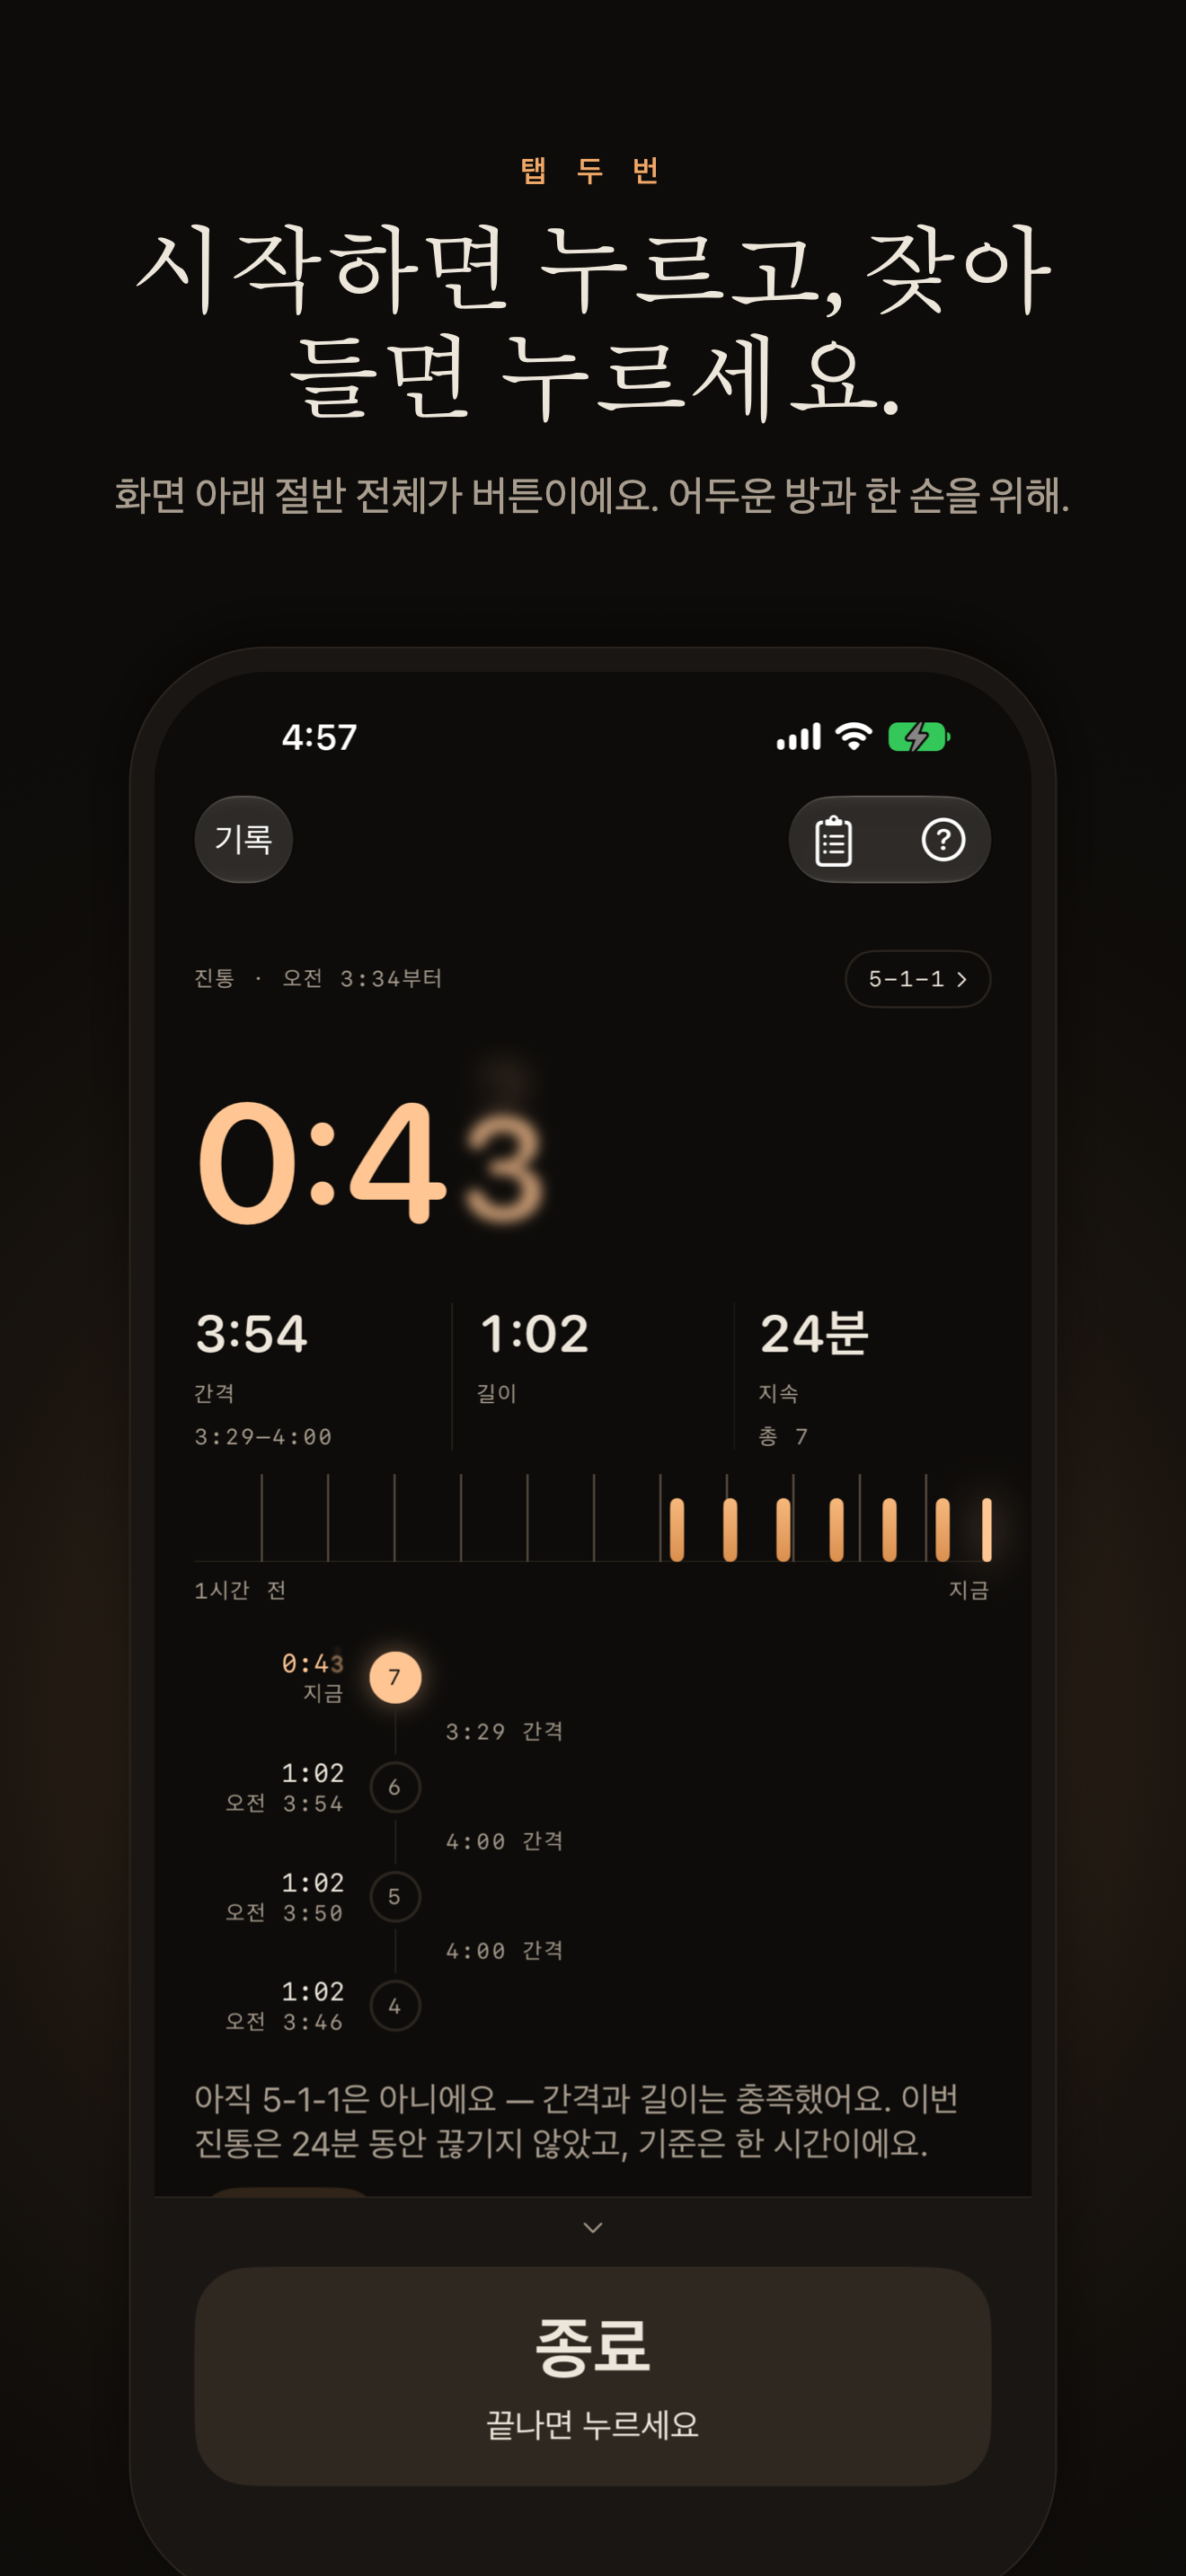 탭 두 번
시작하면 누르고, 잦아
들면 누르세요.
화면 아래 절반 전체가 버튼이에요. 어두운 방과 한 손을 위해.
4:57
기록
?
진통 · 오전 3:34부터
5-1-1 >
0:43
3:54
1:02
24분
간격
길이
지속
3:29–4:00
총 7
1시간 전
지금
0:43
7
지금
3:29 간격
1:02
6
오전 3:54
4:00 간격
1:02
5
오전 3:50
4:00 간격
1:02
4
오전 3:46
아직 5-1-1은 아니에요 — 간격과 길이는 충족했어요. 이번
진통은 24분 동안 끊기지 않았고, 기준은 한 시간이에요.
종료
끝나면 누르세요